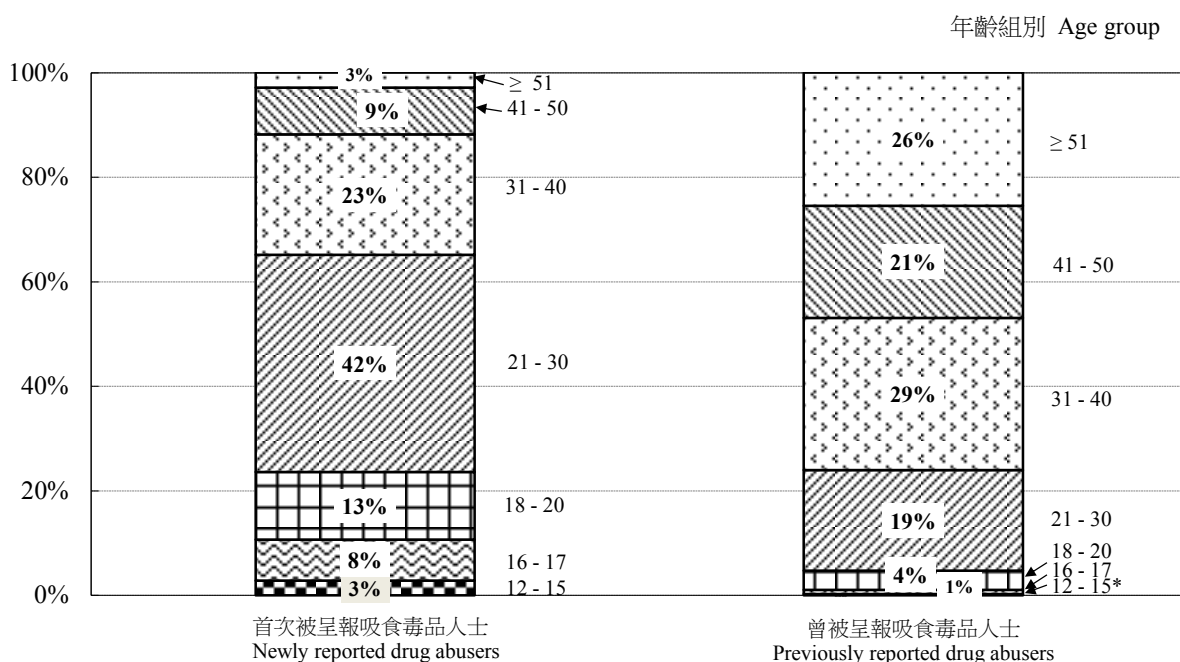 年齡組別 Age group
100%
80%
60%
40%
20%
0%
3%
9%
23%
42%
13%
8%
3%
≥ 51
41 - 50
31 - 40
21 - 30
18 - 20
16 - 17
12 - 15
26%
21%
29%
19%
4%
1%
≥ 51
41 - 50
31 - 40
21 - 30
18 - 20
16 - 17
12 - 15*
首次被呈報吸食毒品人士
Newly reported drug abusers
曾被呈報吸食毒品人士
Previously reported drug abusers